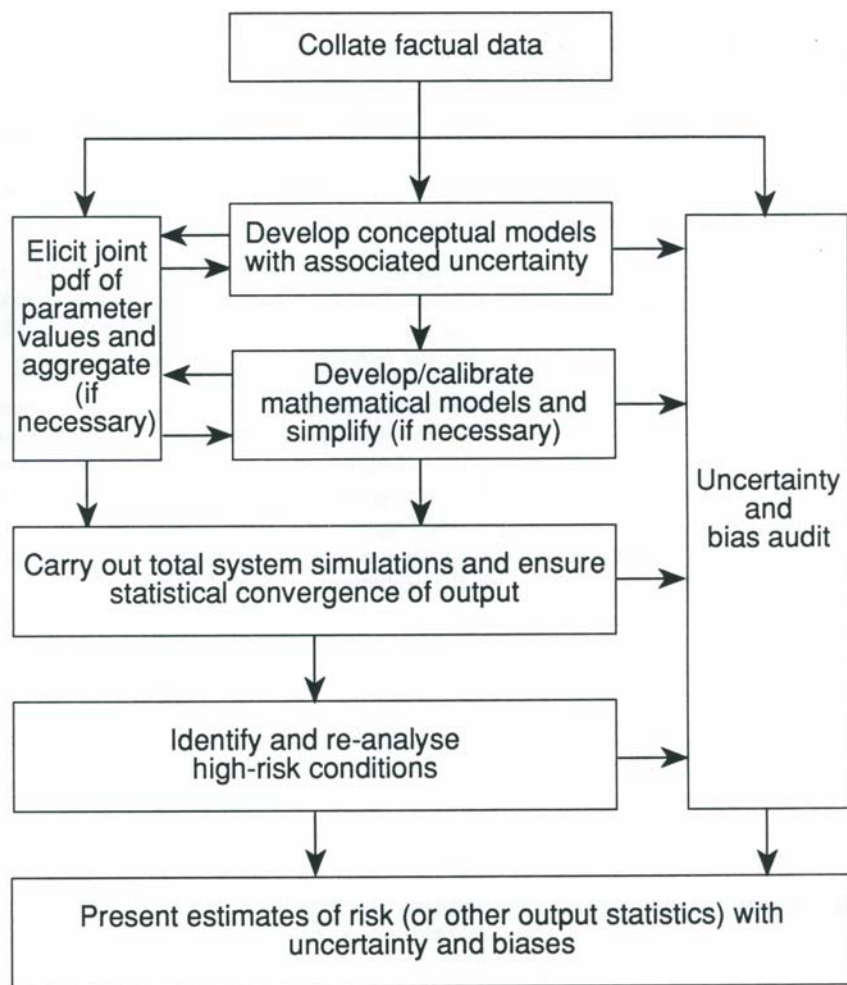 Collate factual data
Elicit joint
pdf of
parameter
values and
aggregate
(if
necessary)
Develop conceptual models
with associated uncertainty
Develop/calibrate
mathematical models and
simplify (if necessary)
Uncertainty
and
bias audit
Carry out total system simulations and ensure
statistical convergence of output
Identify and re-analyse
high-risk conditions
Present estimates of risk (or other output statistics) with
uncertainty and biases